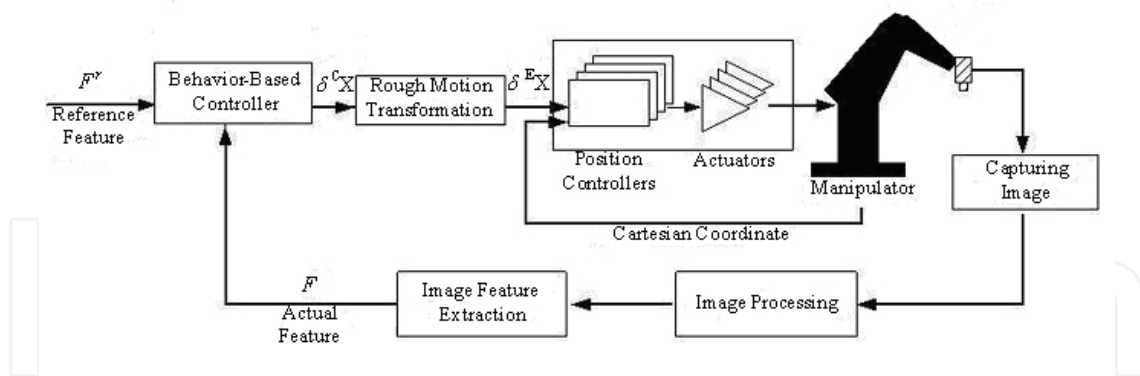 F^r
Reference
Feature
Behavior-Based
Controller
δ^C X
Rough Motion
Transformation
δ^E X
Position
Controllers
Actuators
Manipulator
Capturing
Image
Cartesian Coordinate
F
Actual
Feature
Image Feature
Extraction
Image Processing